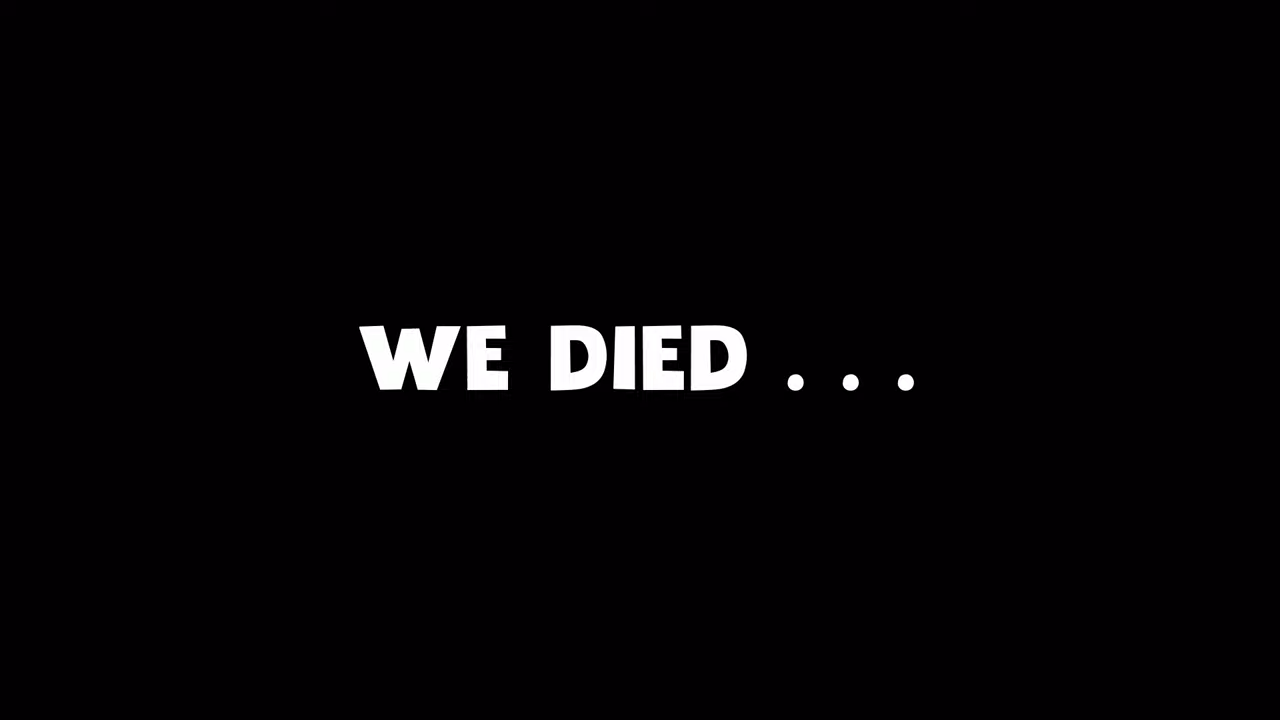 WE DIED . . .